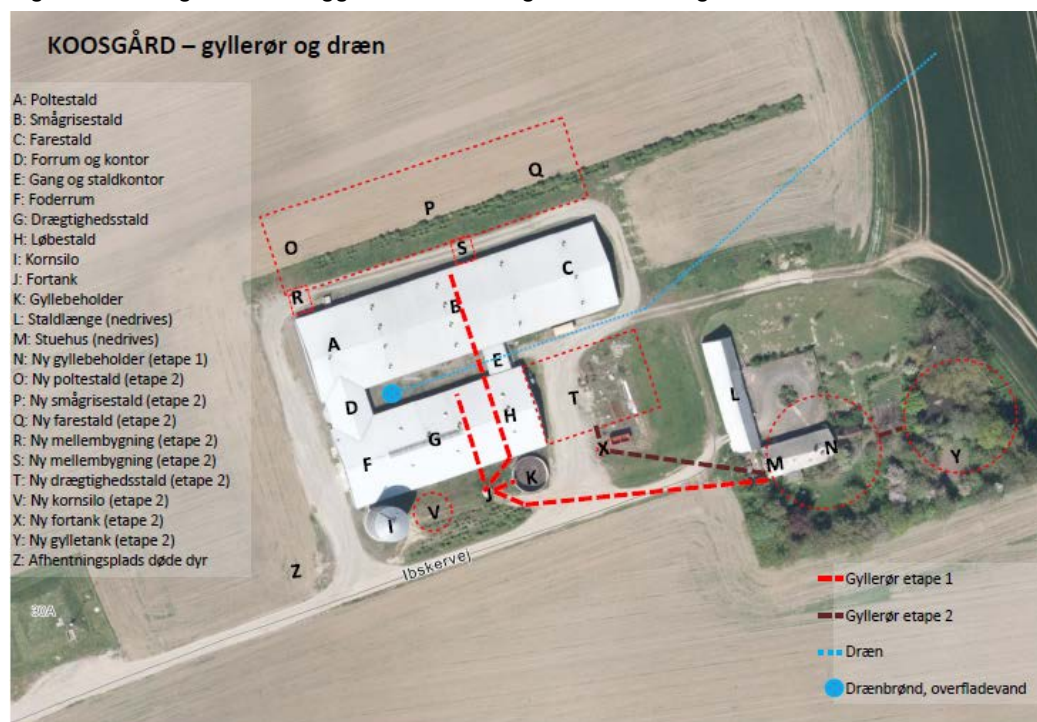 KOOSGÅRD – gyllerør og dræn
A: Poltestald
B: Smågrisestald
C: Farestald
D: Forrum og kontor
E: Gang og staldkontor
F: Foderrum
G: Drægtighedsstald
H: Løbestald
I: Kornsilo
J: Fortank
K: Gyllebeholder
L: Staldlænge (nedrives)
M: Stuehus (nedrives)
N: Ny gyllebeholder (etape 1)
O: Ny poltestald (etape 2)
P: Ny smågrisestald (etape 2)
Q: Ny farestald (etape 2)
R: Ny mellembygning (etape 2)
S: Ny mellembygning (etape 2)
T: Ny drægtighedsstald (etape 2)
V: Ny kornsilo (etape 2)
X: Ny fortank (etape 2)
Y: Ny gylletank (etape 2)
Z: Afhentningsplads døde dyr
Q
P
O
S
C
R
B
A
E
T
L
D
H
G
N
X
Y
F
M
K
J
V
I
Z
Ibskervej
30A
Gyllerør etape 1
Gyllerør etape 2
Dræn
Drænbrønd, overfladevand